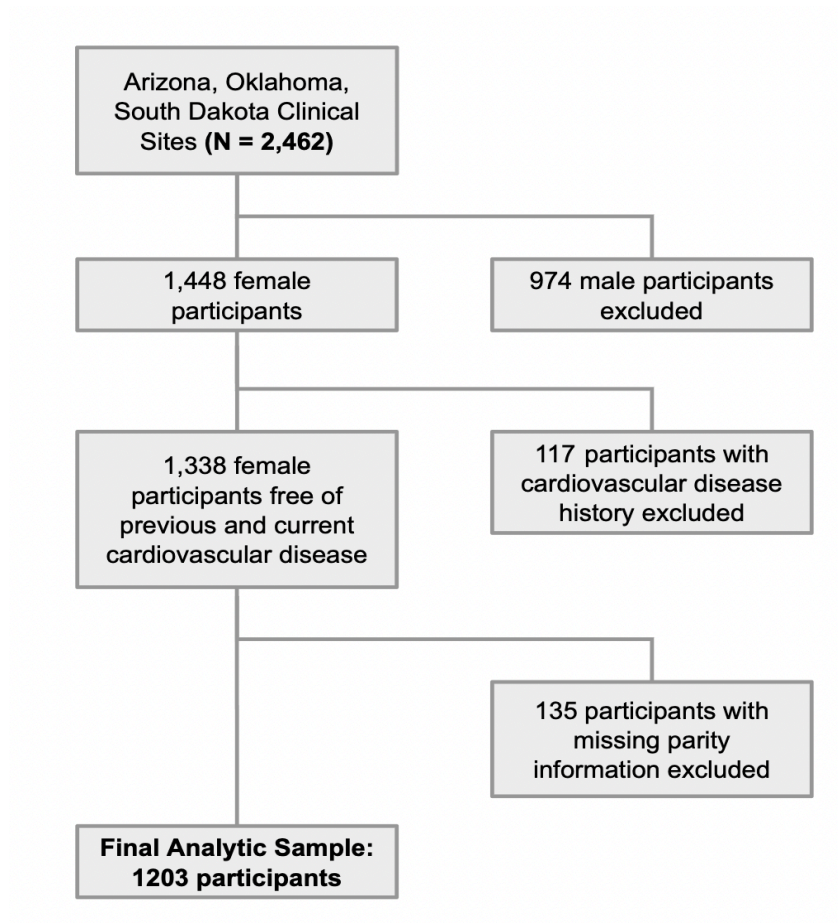 Arizona, Oklahoma,
South Dakota Clinical
Sites (N = 2,462)
1,448 female
participants
974 male participants
excluded
1,338 female
participants free of
previous and current
cardiovascular disease
117 participants with
cardiovascular disease
history excluded
135 participants with
missing parity
information excluded
Final Analytic Sample:
1203 participants